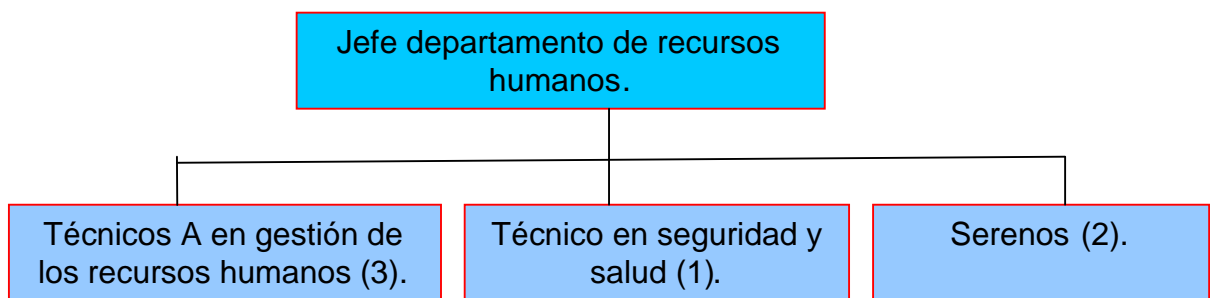 Jefe departamento de recursos
humanos.
Técnicos A en gestión de
los recursos humanos (3).
Técnico en seguridad y
salud (1).
Serenos (2).